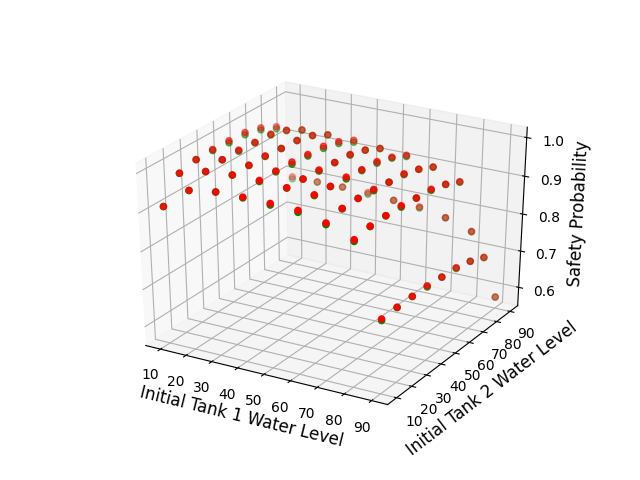 1.0
0.9
0.8
0.7
0.6
Safety Probability
10 20 30 40 50 60 70 80 90
Initial Tank 1 Water Level
10 20 30 40 50 60 70 80 90
Initial Tank 2 Water Level